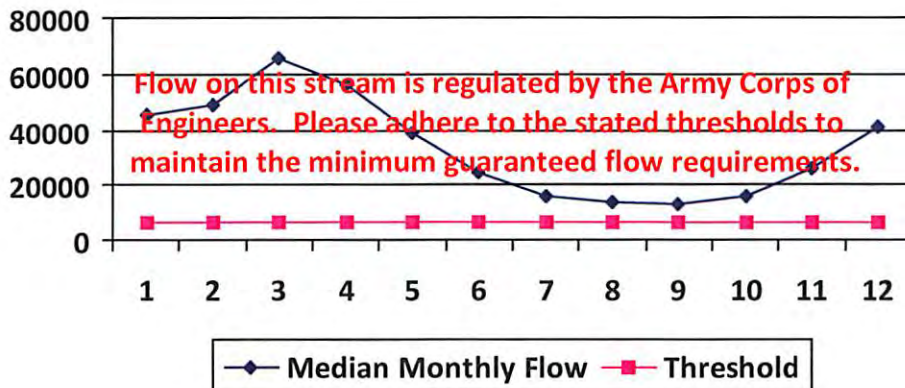 80000
60000
40000
20000
0
Flow on this stream is regulated by the Army Corps of
Engineers. Please adhere to the stated thresholds to
maintain the minimum guaranteed flow requirements.
1 2 3 4 5 6 7 8 9 10 11 12
Median Monthly Flow Threshold